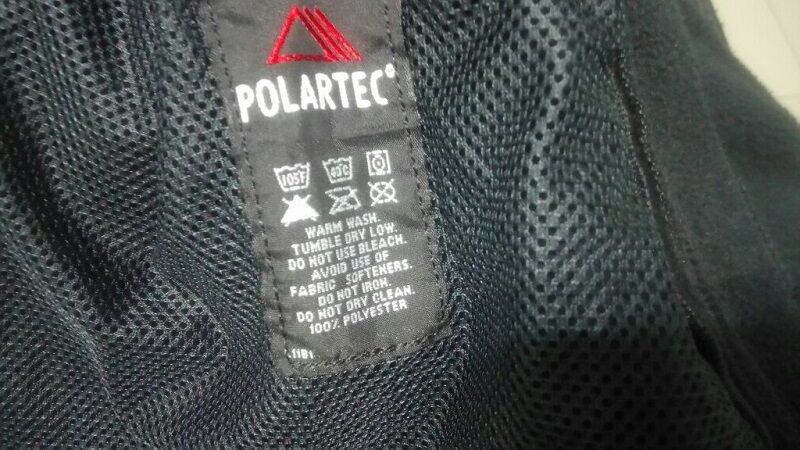 POLARTEC®
105F 40C
WARM WASH.
TUMBLE DRY LOW.
DO NOT USE BLEACH.
AVOID USE OF
FABRIC SOFTENERS.
DO NOT IRON.
DO NOT DRY CLEAN.
100% POLYESTER